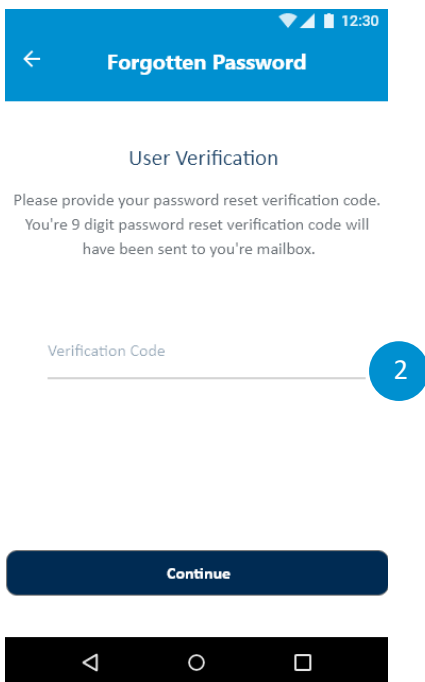 12:30
Forgotten Password
User Verification
Please provide your password reset verification code.
You're 9 digit password reset verification code will
have been sent to you're mailbox.
Verification Code
2
Continue